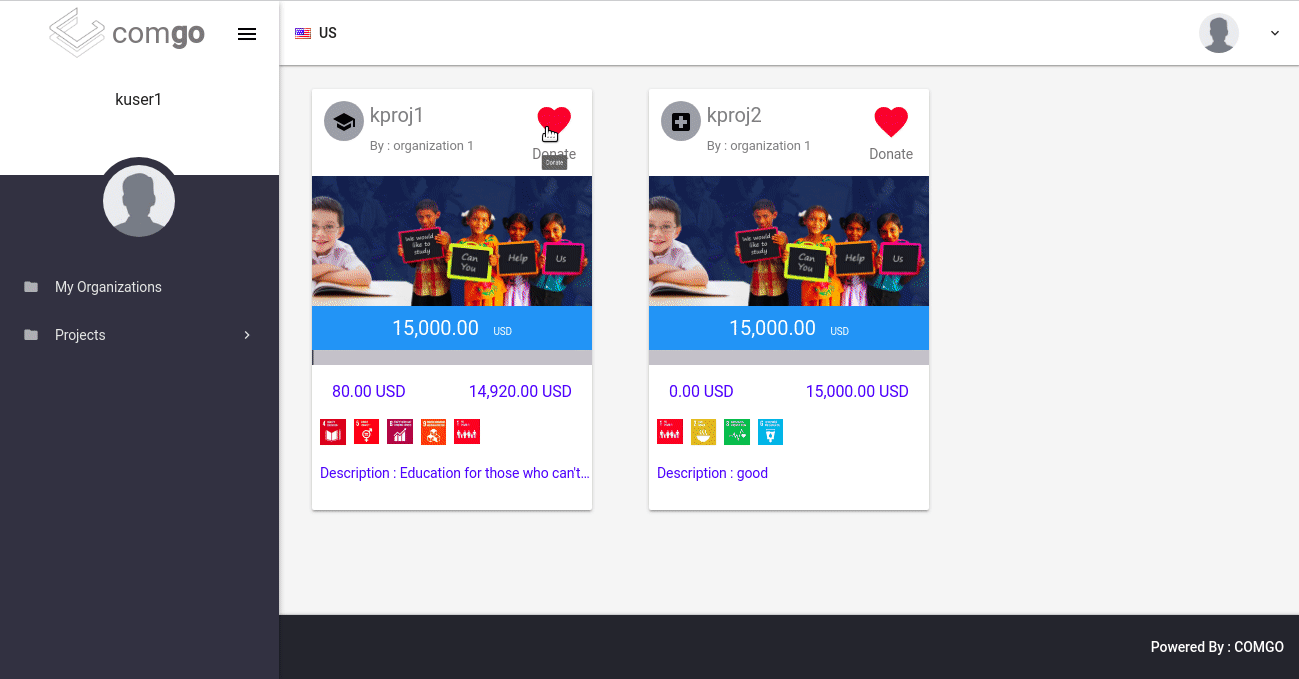 comgo
US
kuser1
My Organizations
Projects
kproj1
By : organization 1
Donate
Donate
We would
like to
study
Can
You
Help
Us
15,000.00 USD
80.00 USD 14,920.00 USD
Description : Education for those who can't...
kproj2
By : organization 1
Donate
We would
like to
study
Can
You
Help
Us
15,000.00 USD
0.00 USD 15,000.00 USD
Description : good
Powered By : COMGO